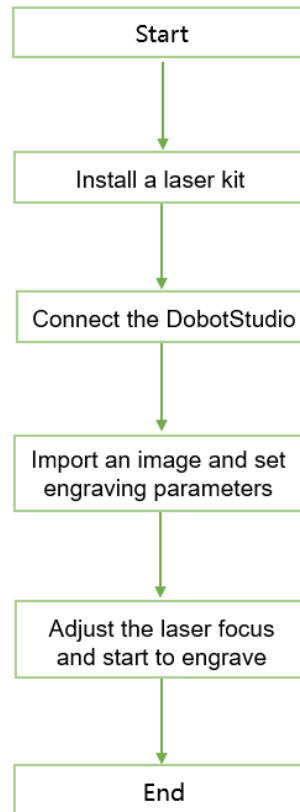 Start
Install a laser kit
Connect the DobotStudio
Import an image and set
engraving parameters
Adjust the laser focus
and start to engrave
End